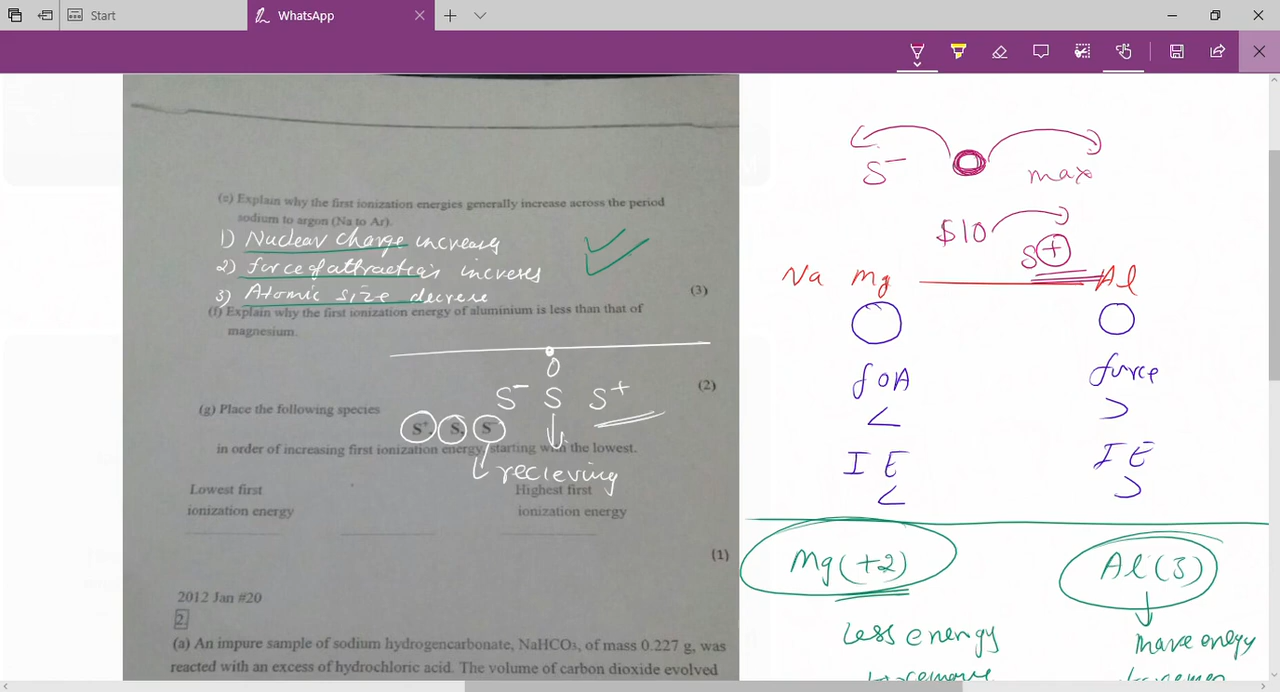 Start
WhatsApp
(e) Explain why the first ionization energies generally increase across the period
sodium to argon (Na to Ar).
1) Nuclear charge increases
2) force of attraction increses
3) Atomic size decrese
(3)
(f) Explain why the first ionization energy of aluminium is less than that of
magnesium.
O
(2)
S⁻ S S⁺
(g) Place the following species
S⁺, S, S⁻
in order of increasing first ionization energy, starting with the lowest.
recieving
Lowest first Highest first
ionization energy ionization energy
(1)
2012 Jan #20
2
(a) An impure sample of sodium hydrogencarbonate, NaHCO₃, of mass 0.227 g, was
reacted with an excess of hydrochloric acid. The volume of carbon dioxide evolved
S⁻ max
$10
S+
Na Mg Al
foA force
< >
IE IE
< >
Mg(+2) Al(3)
Less energy more energy
to remove